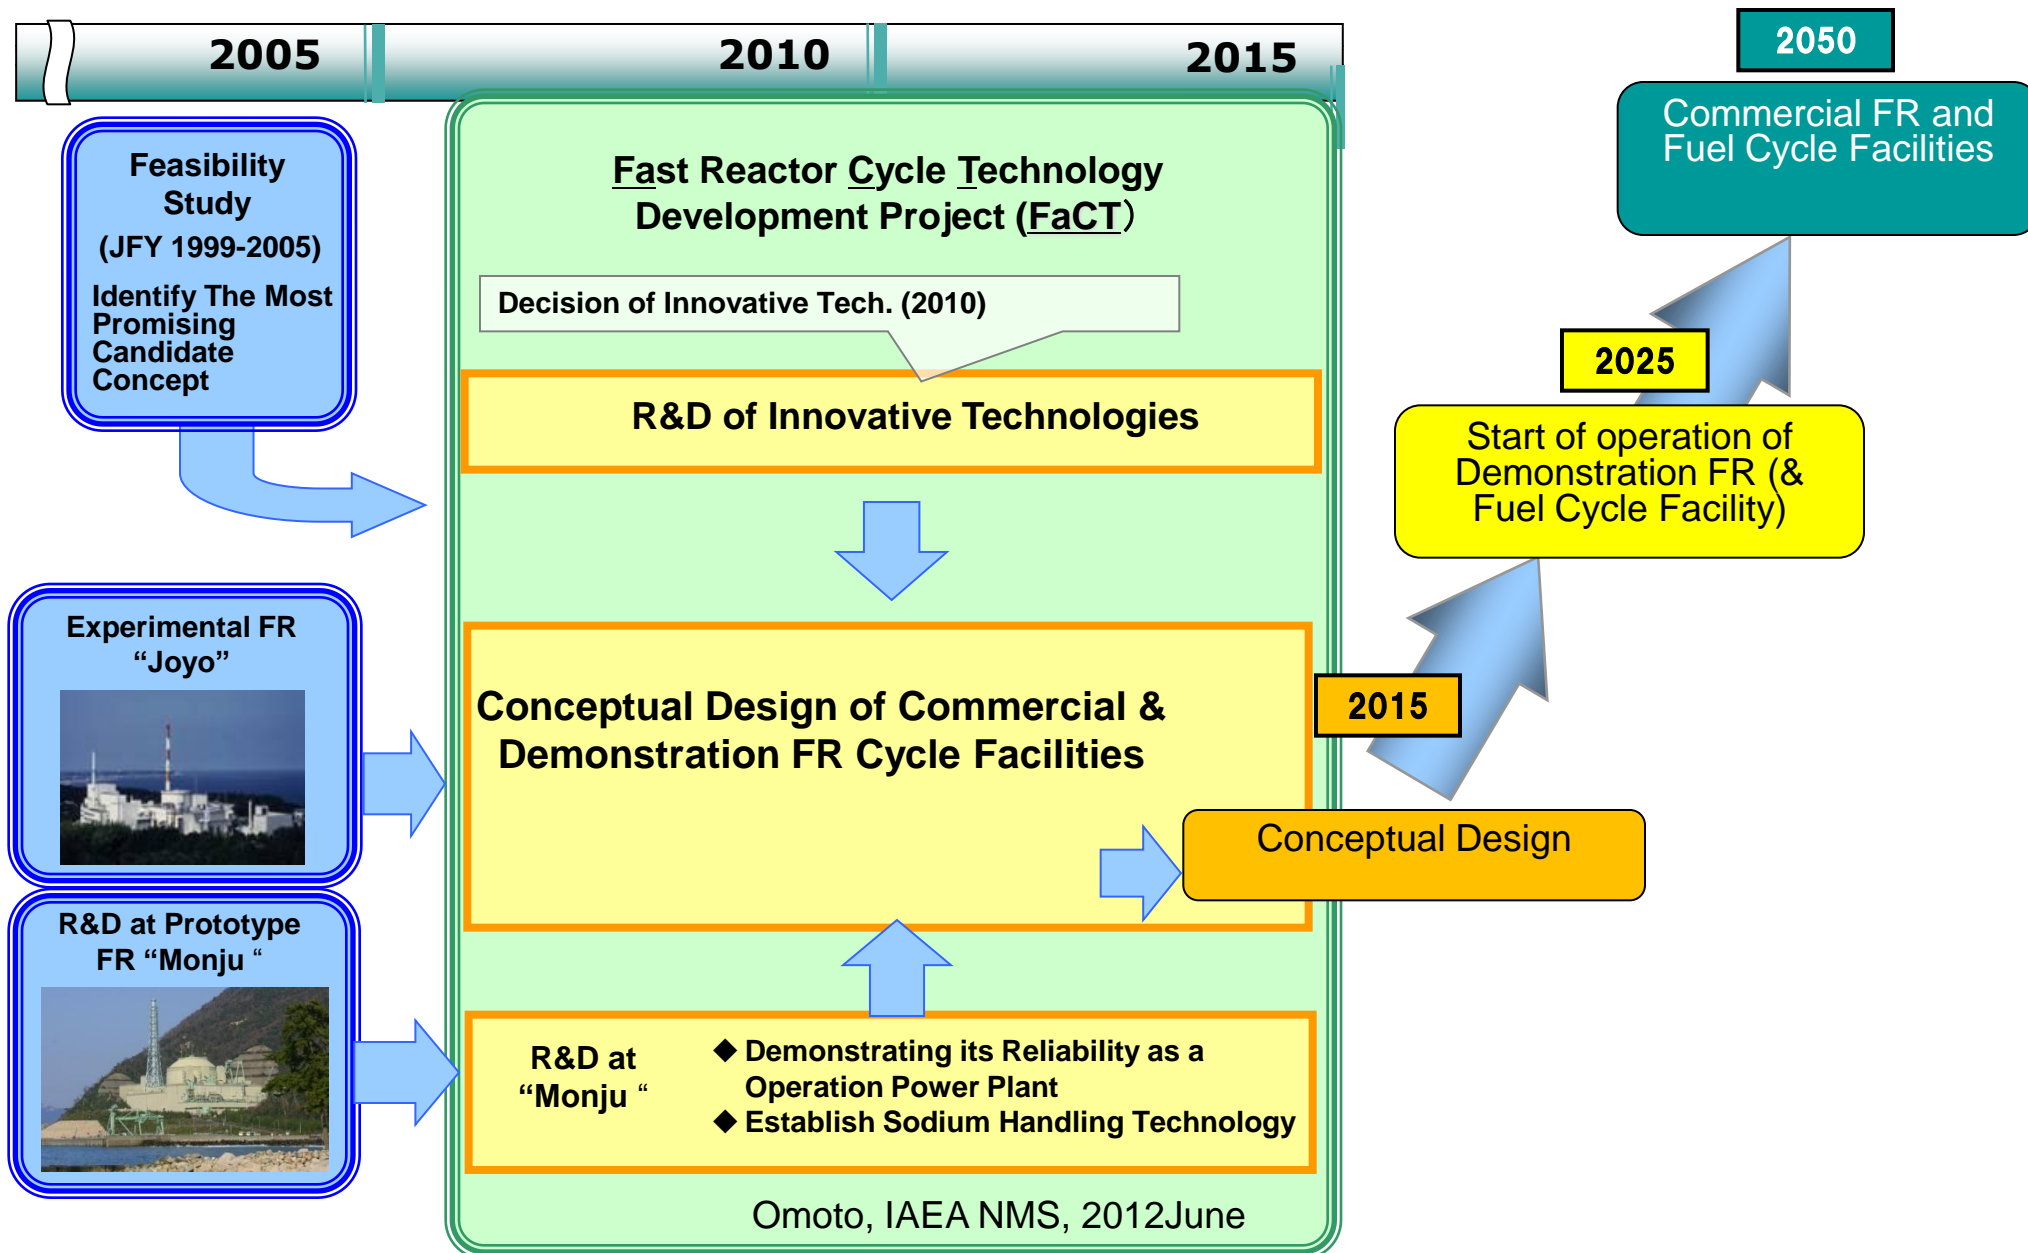 2005
2010
2015
2050
Commercial FR and
Fuel Cycle Facilities
Feasibility
Study
(JFY 1999-2005)
Identify The Most
Promising
Candidate
Concept
Fast Reactor Cycle Technology
Development Project (FaCT）
Decision of Innovative Tech. (2010)
R&D of Innovative Technologies
2025
Start of operation of
Demonstration FR (&
Fuel Cycle Facility)
Experimental FR
“Joyo”
Conceptual Design of Commercial &
Demonstration FR Cycle Facilities
2015
Conceptual Design
R&D at Prototype
FR “Monju “
R&D at
“Monju “
◆ Demonstrating its Reliability as a
Operation Power Plant
◆ Establish Sodium Handling Technology
Omoto, IAEA NMS, 2012June